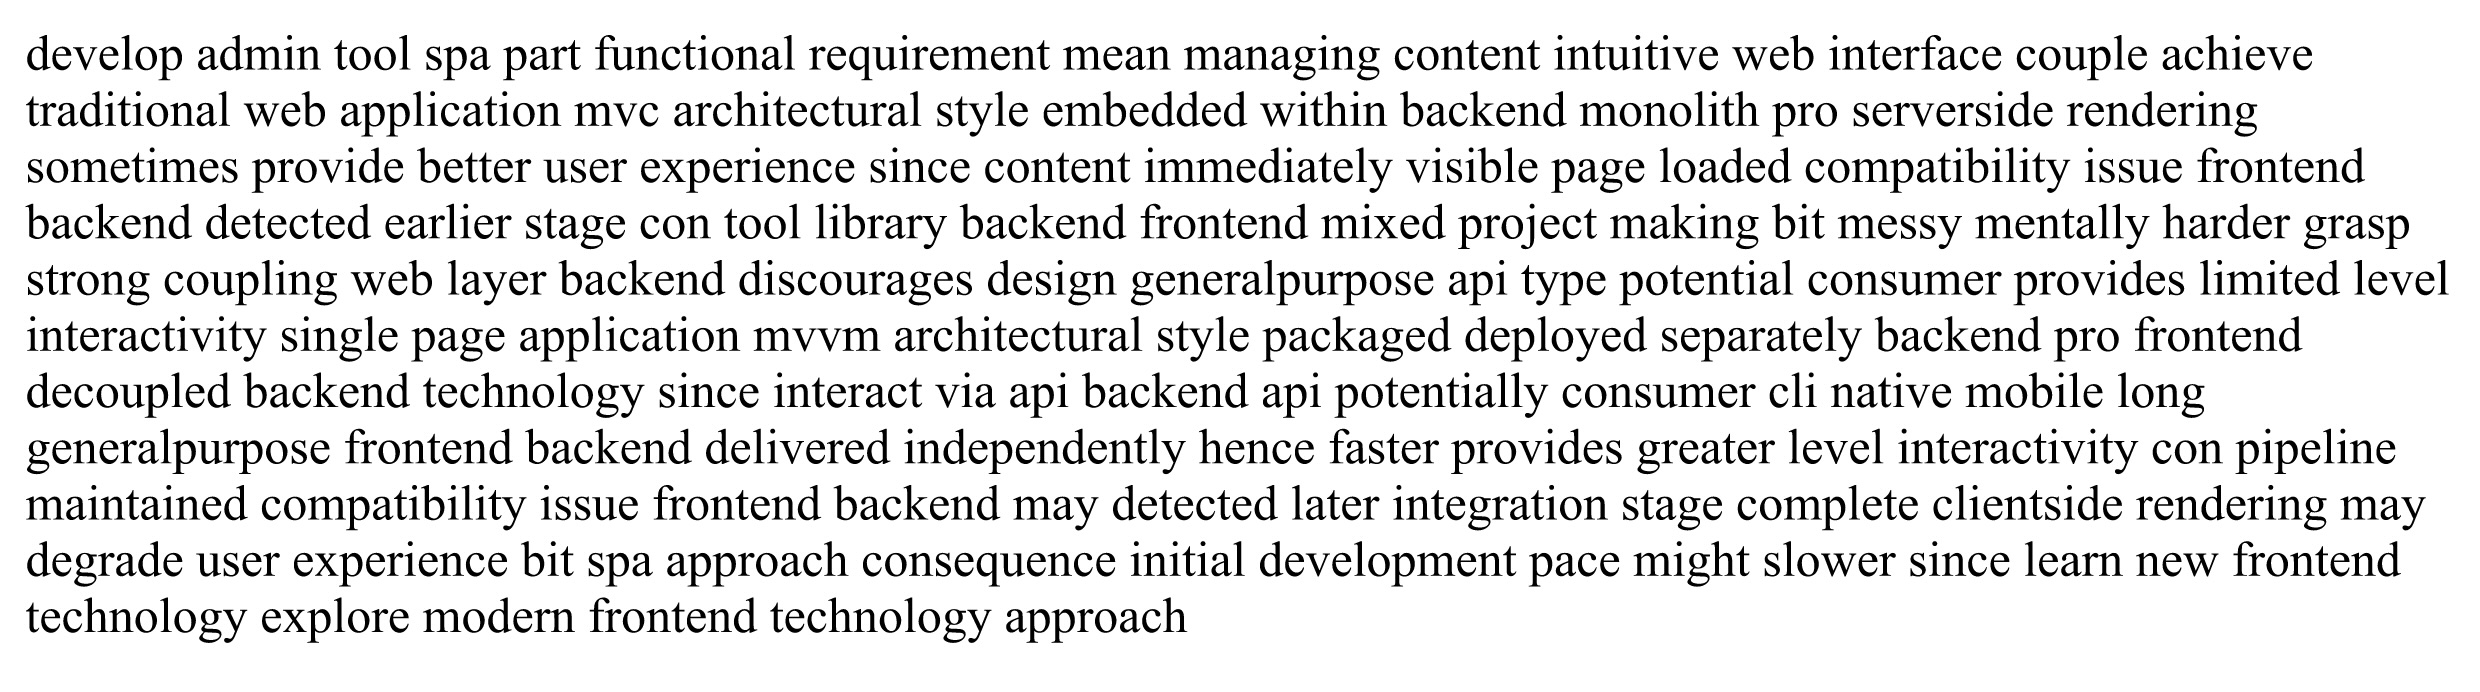 develop admin tool spa part functional requirement mean managing content intuitive web interface couple achieve
traditional web application mvc architectural style embedded within backend monolith pro serverside rendering
sometimes provide better user experience since content immediately visible page loaded compatibility issue frontend
backend detected earlier stage con tool library backend frontend mixed project making bit messy mentally harder grasp
strong coupling web layer backend discourages design generalpurpose api type potential consumer provides limited level
interactivity single page application mvvm architectural style packaged deployed separately backend pro frontend
decoupled backend technology since interact via api backend api potentially consumer cli native mobile long
generalpurpose frontend backend delivered independently hence faster provides greater level interactivity con pipeline
maintained compatibility issue frontend backend may detected later integration stage complete clientside rendering may
degrade user experience bit spa approach consequence initial development pace might slower since learn new frontend
technology explore modern frontend technology approach